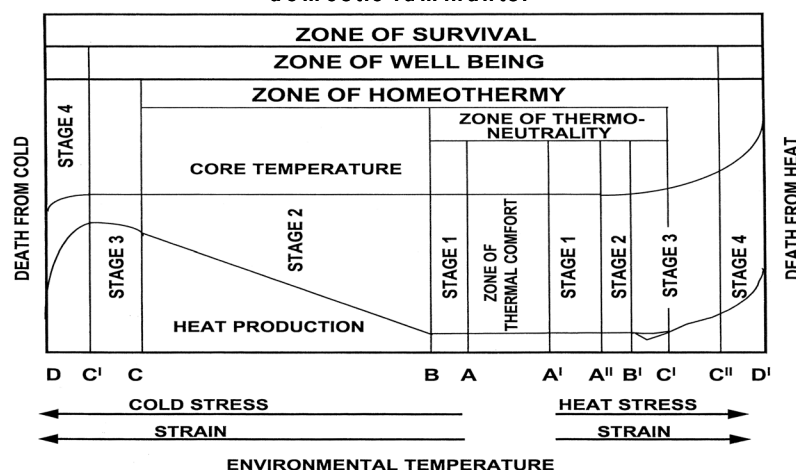 domestic ruminants.
ZONE OF SURVIVAL
ZONE OF WELL BEING
ZONE OF HOMEOTHERMY
ZONE OF THERMO-
NEUTRALITY
DEATH FROM COLD
STAGE 4
STAGE 3
CORE TEMPERATURE
STAGE 2
HEAT PRODUCTION
STAGE 1
ZONE OF
THERMAL COMFORT
STAGE 1
STAGE 2
STAGE 3
STAGE 4
DEATH FROM HEAT
D Cᴵ C B A Aᴵ Aᴵᴵ Bᴵ Cᴵ Cᴵᴵ Dᴵ
COLD STRESS HEAT STRESS
STRAIN STRAIN
ENVIRONMENTAL TEMPERATURE